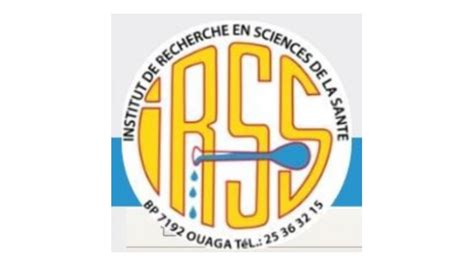 INSTITUT DE RECHERCHE EN SCIENCES DE LA SANTE
iRSS
BP 7192 OUAGA TéL.: 25 36 32 15